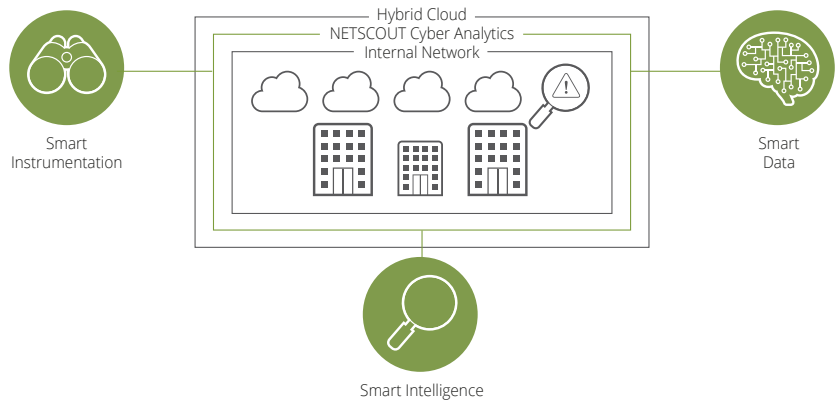 Hybrid Cloud
NETSCOUT Cyber Analytics
Internal Network
Smart
Instrumentation
Smart
Data
Smart Intelligence